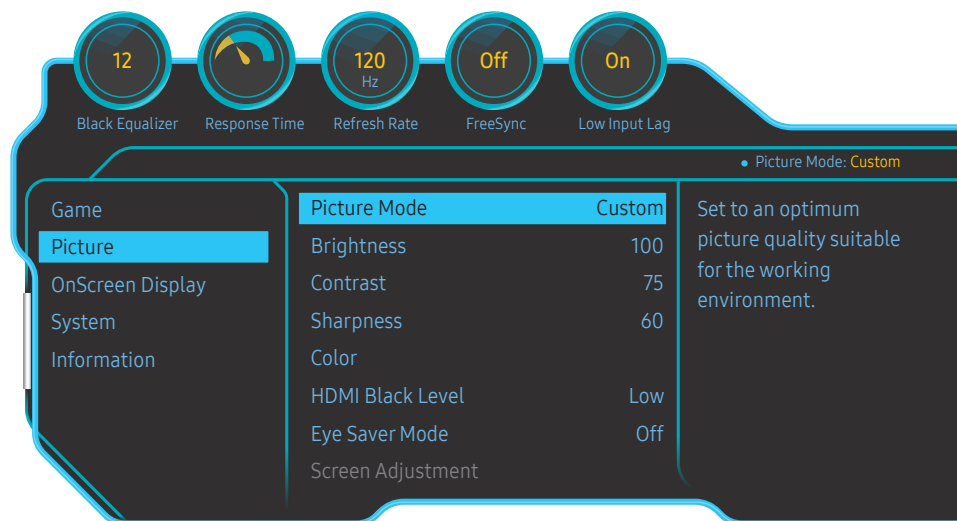 12
120
Hz
Off
On
Black Equalizer
Response Time
Refresh Rate
FreeSync
Low Input Lag
Picture Mode: Custom
Game
Picture
OnScreen Display
System
Information
Picture Mode Custom
Brightness 100
Contrast 75
Sharpness 60
Color
HDMI Black Level Low
Eye Saver Mode Off
Screen Adjustment
Set to an optimum
picture quality suitable
for the working
environment.